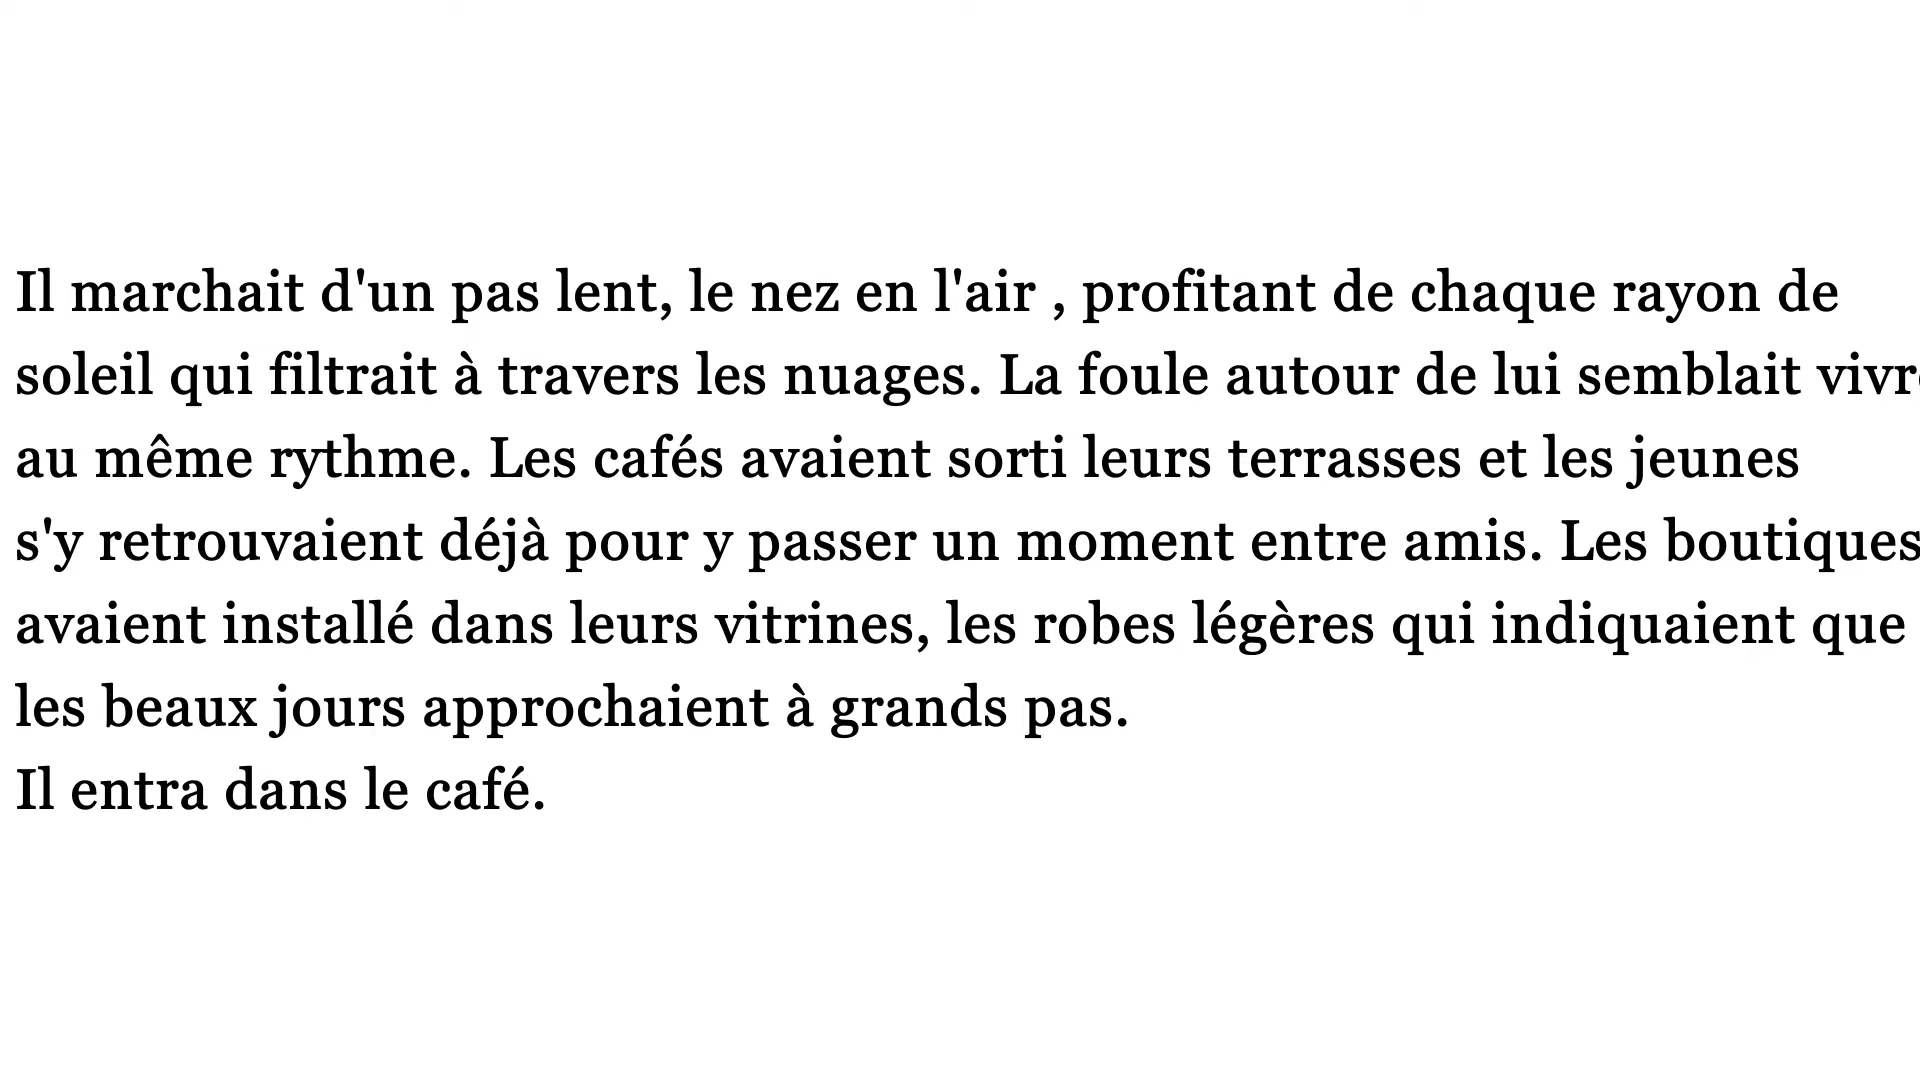 Il marchait d'un pas lent, le nez en l'air , profitant de chaque rayon de
soleil qui filtrait à travers les nuages. La foule autour de lui semblait vivre
au même rythme. Les cafés avaient sorti leurs terrasses et les jeunes
s'y retrouvaient déjà pour y passer un moment entre amis. Les boutiques
avaient installé dans leurs vitrines, les robes légères qui indiquaient que
les beaux jours approchaient à grands pas.
Il entra dans le café.